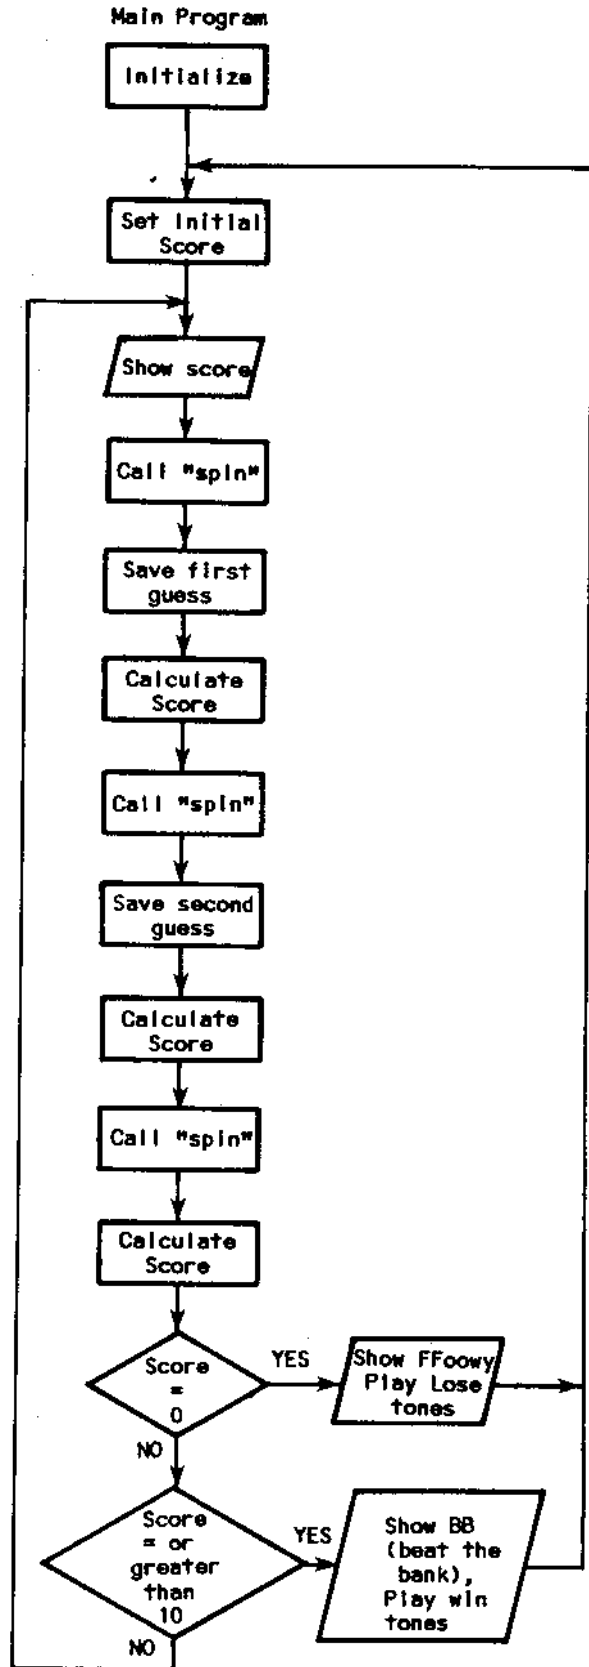 Main Program
Initialize
Set Initial
Score
Show score
Call "spin"
Save first
guess
Calculate
Score
Call "spin"
Save second
guess
Calculate
Score
Call "spin"
Calculate
Score
Score
=
0
YES
Show FFoowy
Play Lose
tones
NO
Score
= or
greater
than
10
YES
Show BB
(beat the
bank),
Play win
tones
NO